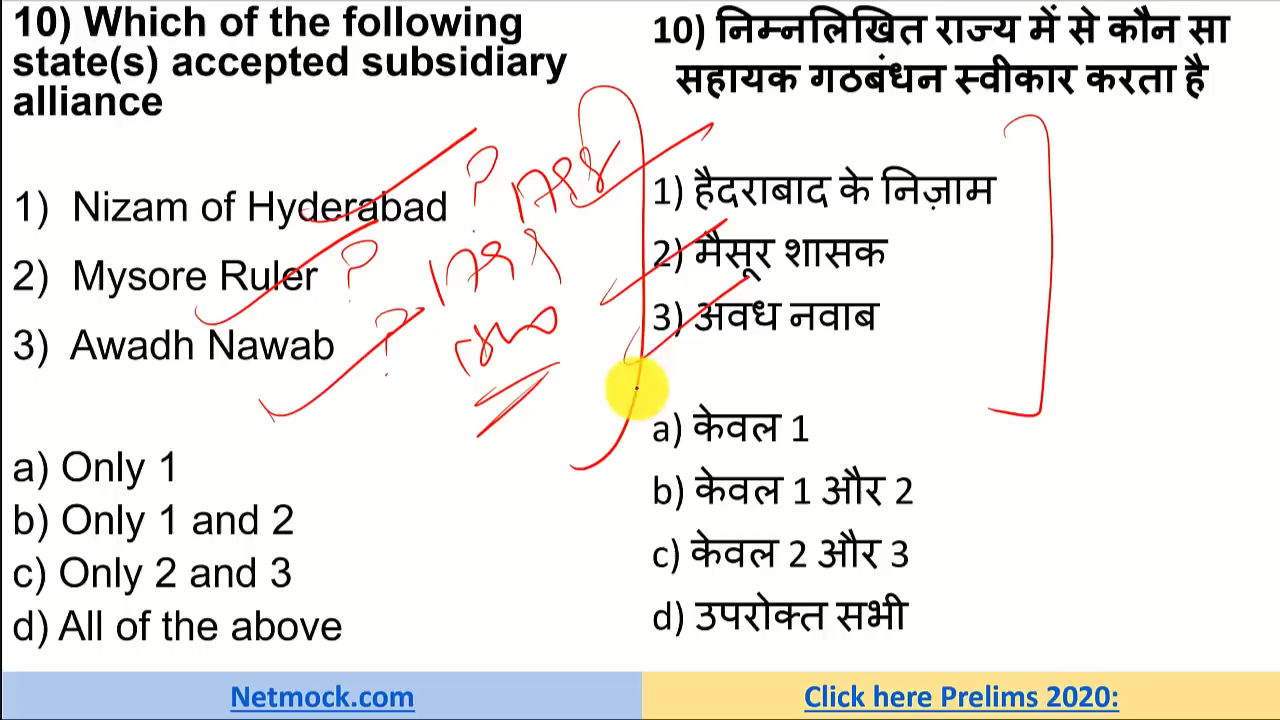 10) Which of the following
state(s) accepted subsidiary
alliance
1) Nizam of Hyderabad ? 1798
2) Mysore Ruler ? 1799
3) Awadh Nawab ?
a) Only 1
b) Only 1 and 2
c) Only 2 and 3
d) All of the above
10) निम्नलिखित राज्य में से कौन सा
सहायक गठबंधन स्वीकार करता है
1) हैदराबाद के निज़ाम
2) मैसूर शासक
3) अवध नवाब
a) केवल 1
b) केवल 1 और 2
c) केवल 2 और 3
d) उपरोक्त सभी
Netmock.com
Click here Prelims 2020: